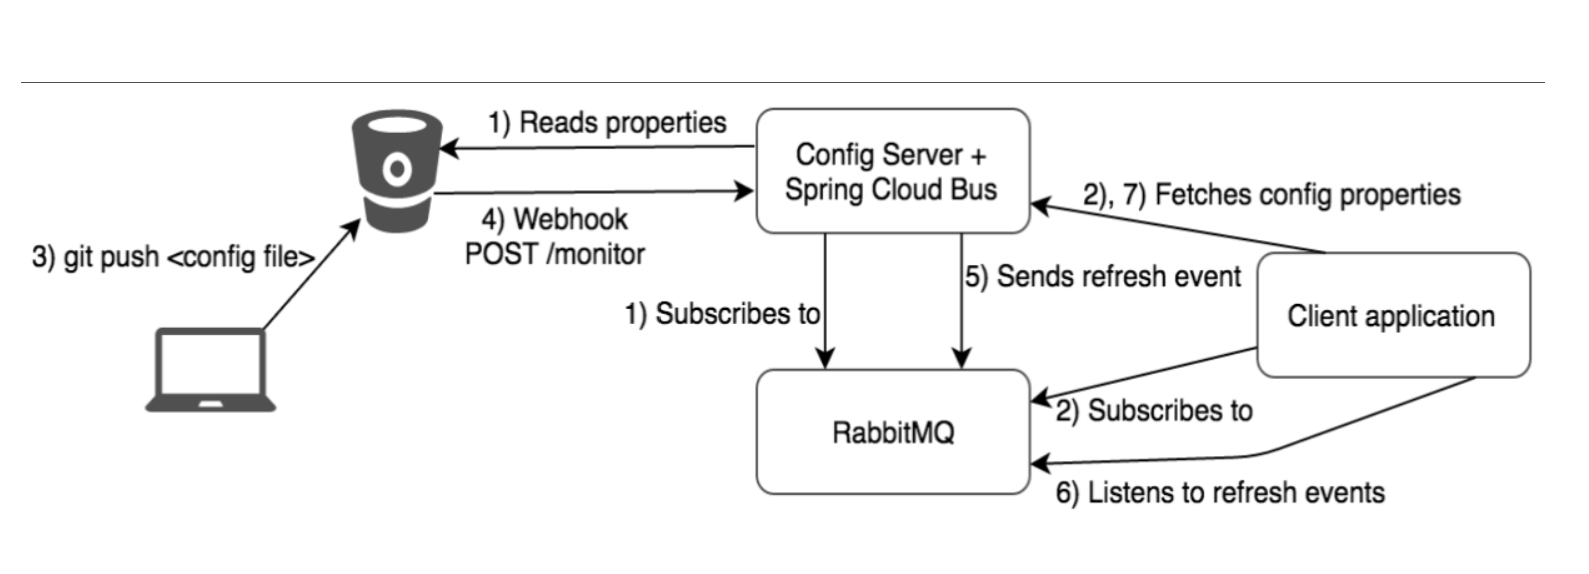 1) Reads properties
Config Server +
Spring Cloud Bus
2), 7) Fetches config properties
4) Webhook
POST /monitor
3) git push <config file>
5) Sends refresh event
1) Subscribes to
Client application
2) Subscribes to
RabbitMQ
6) Listens to refresh events